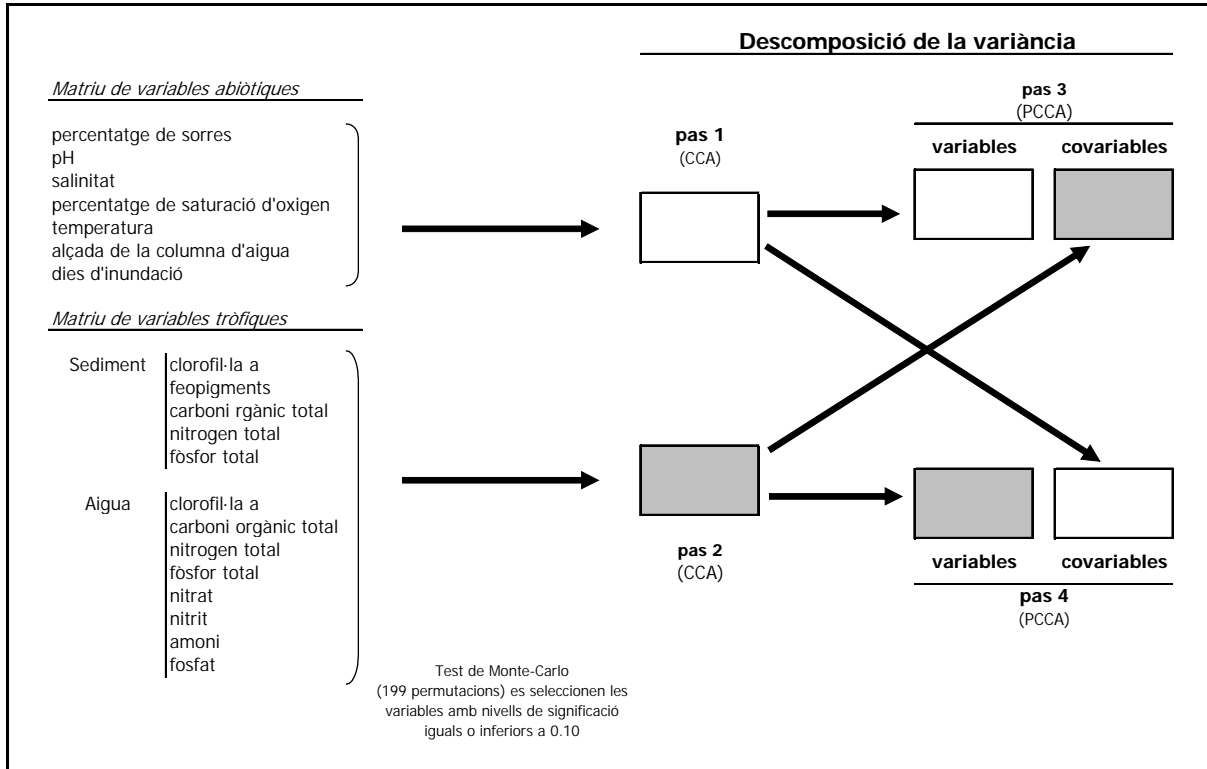 Descomposició de la variància
Matriu de variables abiòtiques
percentatge de sorres
pH
salinitat
percentatge de saturació d'oxigen
temperatura
alçada de la columna d'aigua
dies d'inundació
Matriu de variables tròfiques
Sediment
clorofil·la a
feopigments
carboni rgànic total
nitrogen total
fòsfor total
Aigua
clorofil·la a
carboni orgànic total
nitrogen total
fòsfor total
nitrat
nitrit
amoni
fosfat
Test de Monte-Carlo
(199 permutacions) es seleccionen les
variables amb nivells de significació
iguals o inferiors a 0.10
pas 1
(CCA)
pas 2
(CCA)
pas 3
(PCCA)
variables covariables
variables covariables
pas 4
(PCCA)